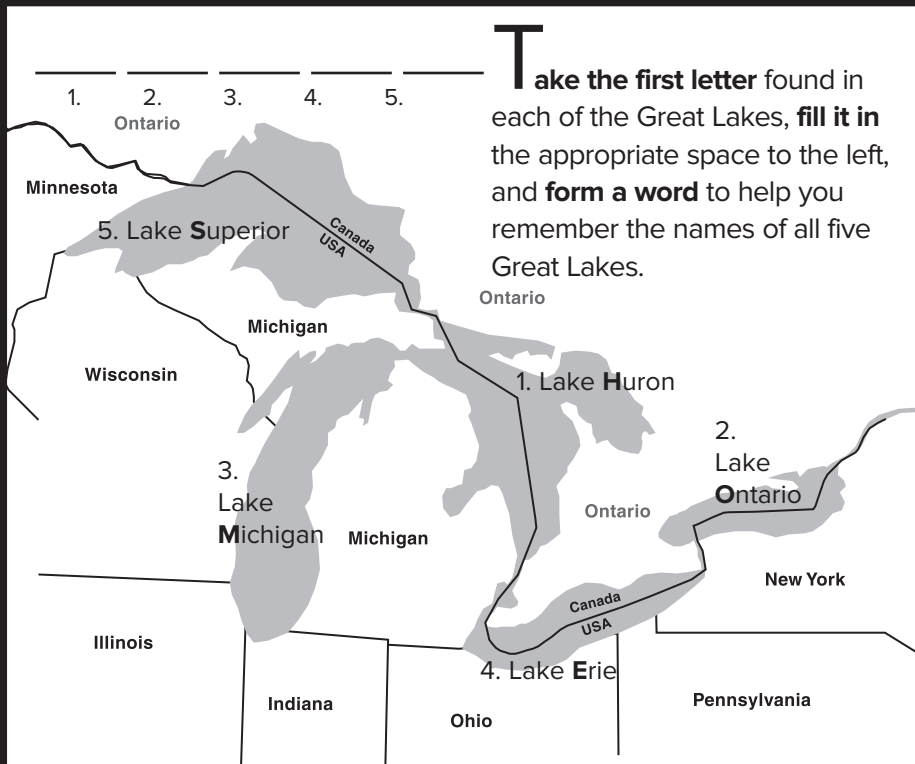 Take the first letter found in
each of the Great Lakes, fill it in
the appropriate space to the left,
and form a word to help you
remember the names of all five
Great Lakes.
1. 2. 3. 4. 5.
Ontario
Minnesota
5. Lake Superior
Canada
USA
Ontario
Michigan
Wisconsin
1. Lake Huron
2.
Lake
Ontario
3.
Lake
Michigan
Michigan
Ontario
New York
Canada
USA
Illinois
4. Lake Erie
Indiana
Ohio
Pennsylvania